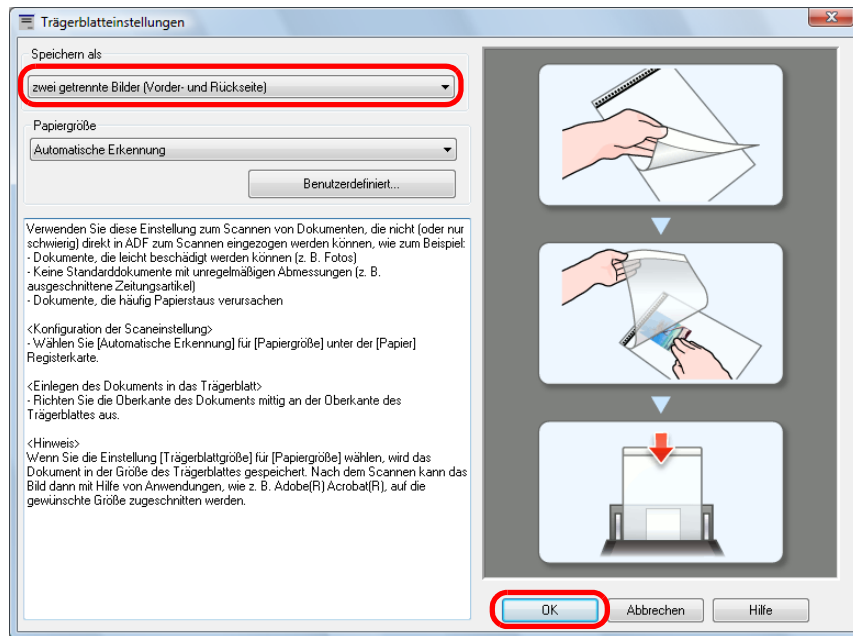 Trägerblatteinstellungen
Speichern als
zwei getrennte Bilder (Vorder- und Rückseite)
Papiergröße
Automatische Erkennung
Benutzerdefiniert...
Verwenden Sie diese Einstellung zum Scannen von Dokumenten, die nicht (oder nur
schwierig) direkt in ADF zum Scannen eingezogen werden können, wie zum Beispiel:
- Dokumente, die leicht beschädigt werden können (z. B. Fotos)
- Keine Standarddokumente mit unregelmäßigen Abmessungen (z. B.
ausgeschnittene Zeitungsartikel)
- Dokumente, die häufig Papierstaus verursachen
<Konfiguration der Scaneinstellung>
- Wählen Sie [Automatische Erkennung] für [Papiergröße] unter der [Papier]
Registerkarte.
<Einlegen des Dokuments in das Trägerblatt>
- Richten Sie die Oberkante des Dokuments mittig an der Oberkante des
Trägerblattes aus.
<Hinweis>
Wenn Sie die Einstellung [Trägerblattgröße] für [Papiergröße] wählen, wird das
Dokument in der Größe des Trägerblattes gespeichert. Nach dem Scannen kann das
Bild dann mit Hilfe von Anwendungen, wie z. B. Adobe(R) Acrobat(R), auf die
gewünschte Größe zugeschnitten werden.
OK
Abbrechen
Hilfe